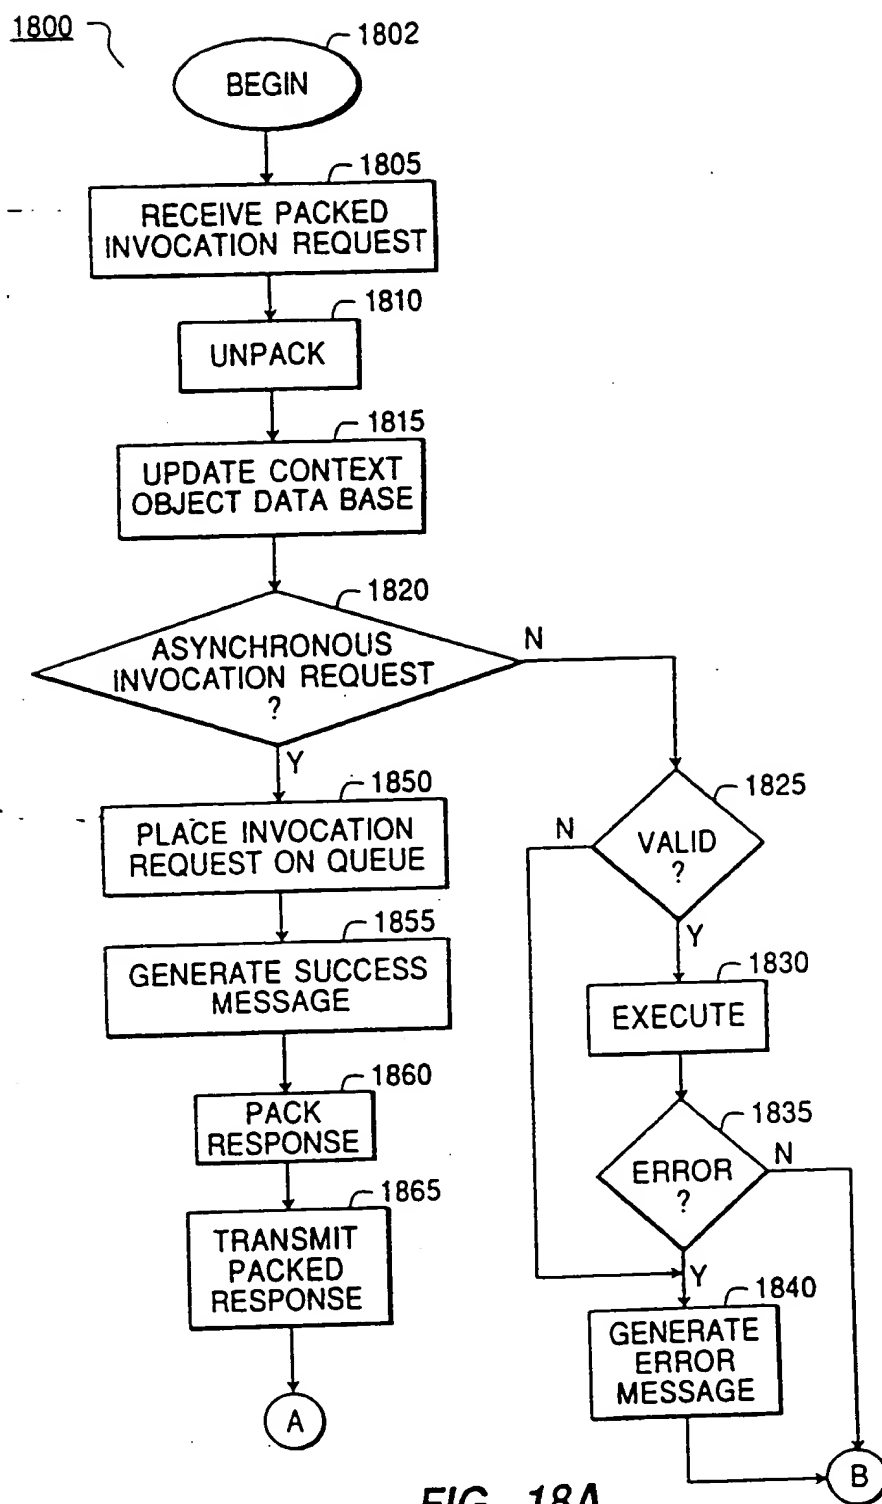 1800
1802
BEGIN
1805
RECEIVE PACKED
INVOCATION REQUEST
1810
UNPACK
1815
UPDATE CONTEXT
OBJECT DATA BASE
1820
ASYNCHRONOUS
INVOCATION REQUEST
?
N
Y
1850
PLACE INVOCATION
REQUEST ON QUEUE
1855
GENERATE SUCCESS
MESSAGE
1860
PACK
RESPONSE
1865
TRANSMIT
PACKED
RESPONSE
A
1825
VALID
?
N
Y
1830
EXECUTE
1835
ERROR
?
N
Y
1840
GENERATE
ERROR
MESSAGE
B
FIG. 18A